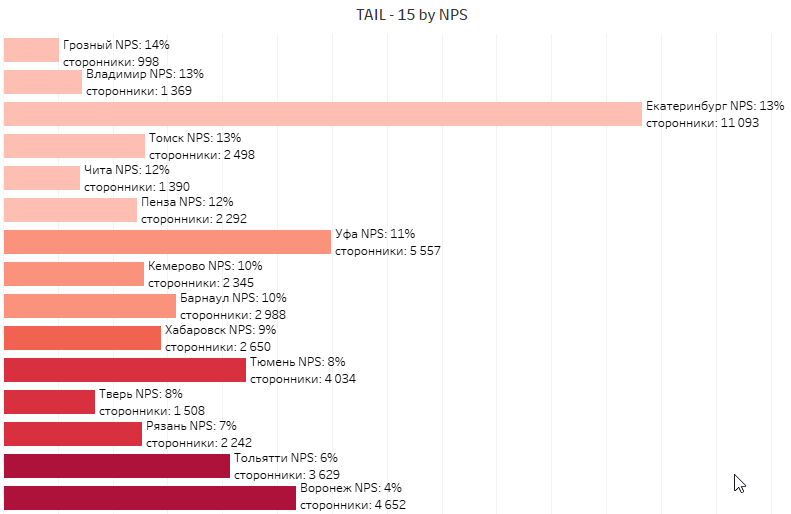 TAIL - 15 by NPS
Грозный NPS: 14%
сторонники: 998
Владимир NPS: 13%
сторонники: 1 369
Екатеринбург NPS: 13%
сторонники: 11 093
Томск NPS: 13%
сторонники: 2 498
Чита NPS: 12%
сторонники: 1 390
Пенза NPS: 12%
сторонники: 2 292
Уфа NPS: 11%
сторонники: 5 557
Кемерово NPS: 10%
сторонники: 2 345
Барнаул NPS: 10%
сторонники: 2 988
Хабаровск NPS: 9%
сторонники: 2 650
Тюмень NPS: 8%
сторонники: 4 034
Тверь NPS: 8%
сторонники: 1 508
Рязань NPS: 7%
сторонники: 2 242
Тольятти NPS: 6%
сторонники: 3 629
Воронеж NPS: 4%
сторонники: 4 652